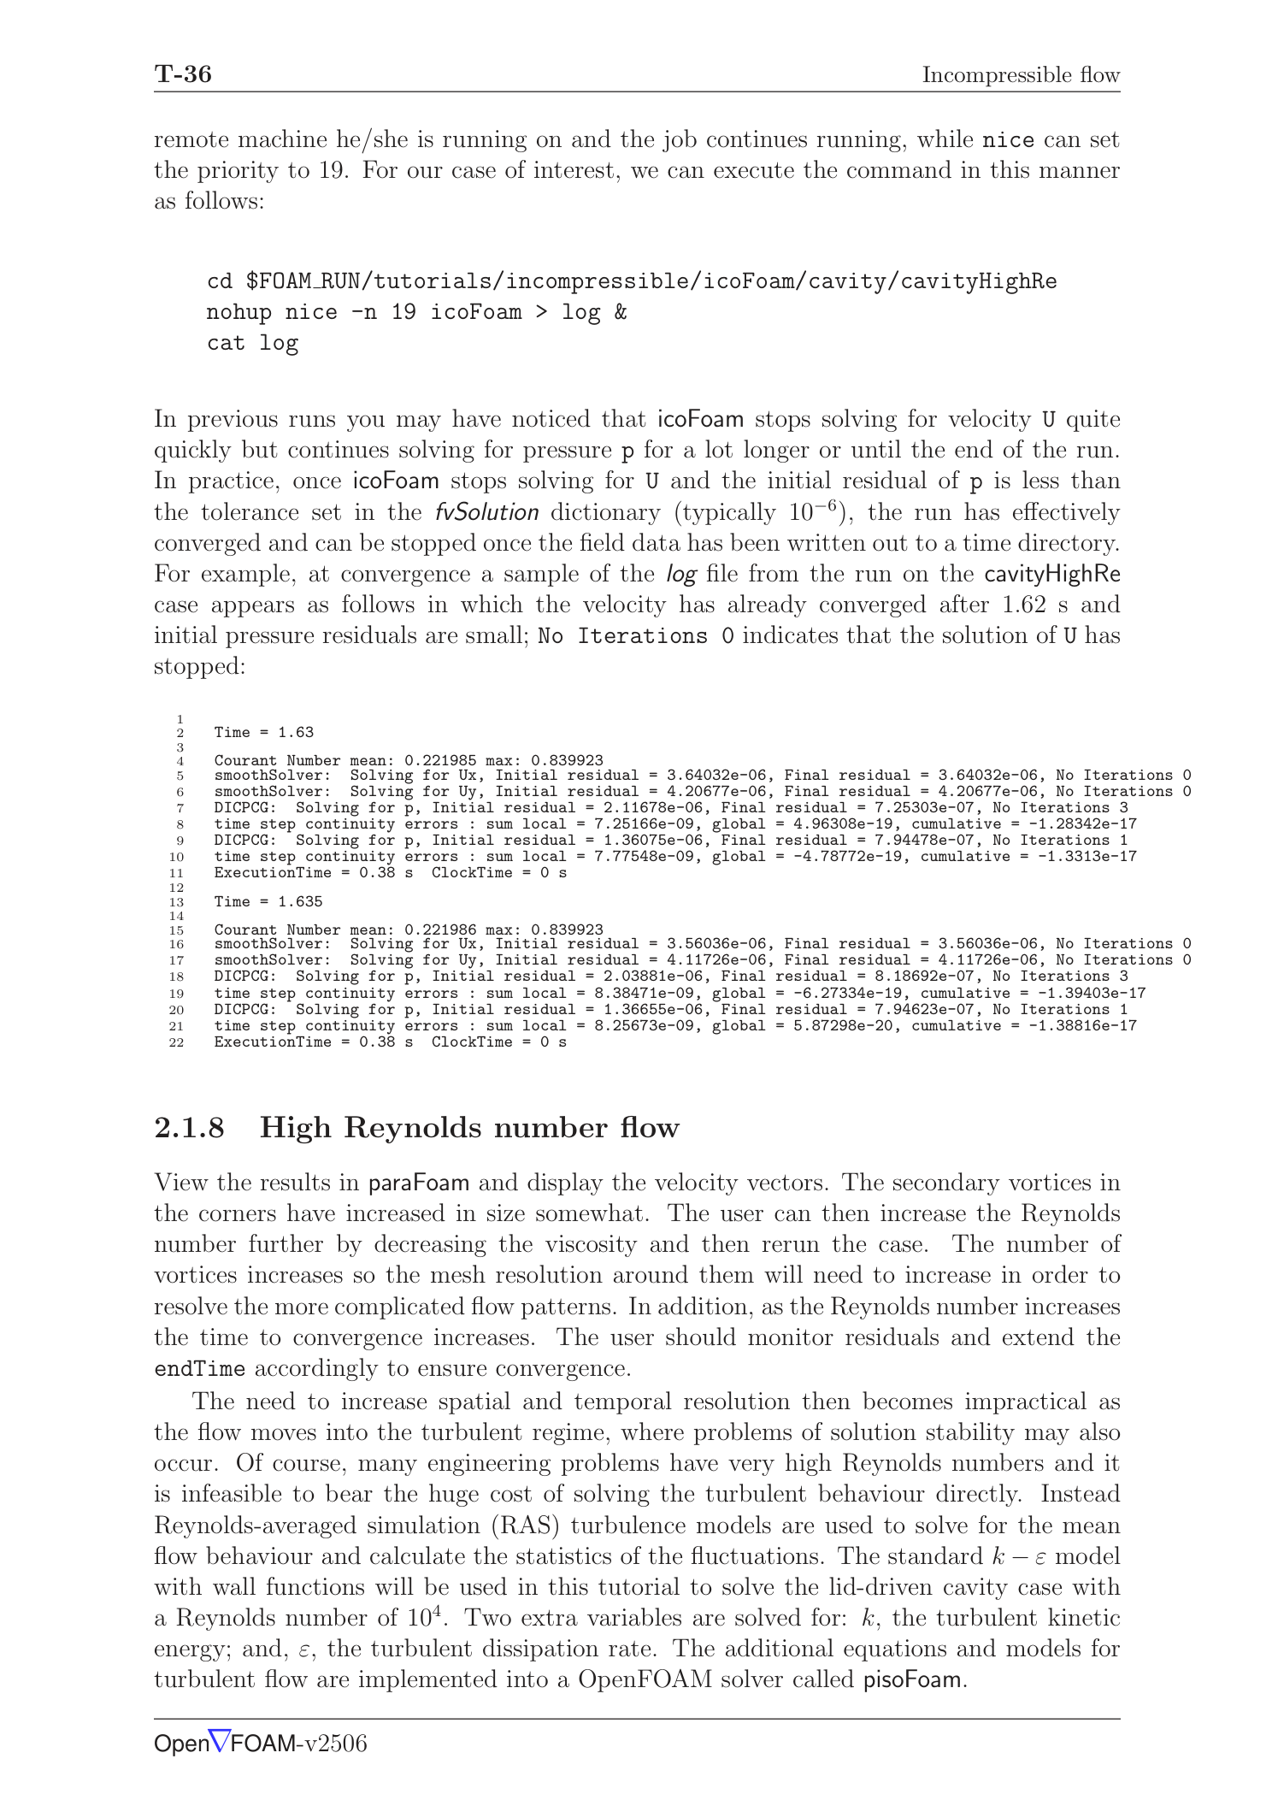 T-36 Incompressible flow
remote machine he/she is running on and the job continues running, while nice can set
the priority to 19. For our case of interest, we can execute the command in this manner
as follows:
cd $FOAM_RUN/tutorials/incompressible/icoFoam/cavity/cavityHighRe
nohup nice -n 19 icoFoam > log &
cat log
In previous runs you may have noticed that icoFoam stops solving for velocity U quite
quickly but continues solving for pressure p for a lot longer or until the end of the run.
In practice, once icoFoam stops solving for U and the initial residual of p is less than
the tolerance set in the fvSolution dictionary (typically 10⁻⁶), the run has effectively
converged and can be stopped once the field data has been written out to a time directory.
For example, at convergence a sample of the log file from the run on the cavityHighRe
case appears as follows in which the velocity has already converged after 1.62 s and
initial pressure residuals are small; No Iterations 0 indicates that the solution of U has
stopped:
1
2 Time = 1.63
3
4 Courant Number mean: 0.221985 max: 0.839923
5 smoothSolver: Solving for Ux, Initial residual = 3.64032e-06, Final residual = 3.64032e-06, No Iterations 0
6 smoothSolver: Solving for Uy, Initial residual = 4.20677e-06, Final residual = 4.20677e-06, No Iterations 0
7 DICPCG: Solving for p, Initial residual = 2.11678e-06, Final residual = 7.25303e-07, No Iterations 3
8 time step continuity errors : sum local = 7.25166e-09, global = 4.96308e-19, cumulative = -1.28342e-17
9 DICPCG: Solving for p, Initial residual = 1.36075e-06, Final residual = 7.94478e-07, No Iterations 1
10 time step continuity errors : sum local = 7.77548e-09, global = -4.78772e-19, cumulative = -1.3313e-17
11 ExecutionTime = 0.38 s ClockTime = 0 s
12
13 Time = 1.635
14
15 Courant Number mean: 0.221986 max: 0.839923
16 smoothSolver: Solving for Ux, Initial residual = 3.56036e-06, Final residual = 3.56036e-06, No Iterations 0
17 smoothSolver: Solving for Uy, Initial residual = 4.11726e-06, Final residual = 4.11726e-06, No Iterations 0
18 DICPCG: Solving for p, Initial residual = 2.03881e-06, Final residual = 8.18692e-07, No Iterations 3
19 time step continuity errors : sum local = 8.38471e-09, global = -6.27334e-19, cumulative = -1.39403e-17
20 DICPCG: Solving for p, Initial residual = 1.36655e-06, Final residual = 7.94623e-07, No Iterations 1
21 time step continuity errors : sum local = 8.25673e-09, global = 5.87298e-20, cumulative = -1.38816e-17
22 ExecutionTime = 0.38 s ClockTime = 0 s
2.1.8 High Reynolds number flow
View the results in paraFoam and display the velocity vectors. The secondary vortices in
the corners have increased in size somewhat. The user can then increase the Reynolds
number further by decreasing the viscosity and then rerun the case. The number of
vortices increases so the mesh resolution around them will need to increase in order to
resolve the more complicated flow patterns. In addition, as the Reynolds number increases
the time to convergence increases. The user should monitor residuals and extend the
endTime accordingly to ensure convergence.
The need to increase spatial and temporal resolution then becomes impractical as
the flow moves into the turbulent regime, where problems of solution stability may also
occur. Of course, many engineering problems have very high Reynolds numbers and it
is infeasible to bear the huge cost of solving the turbulent behaviour directly. Instead
Reynolds-averaged simulation (RAS) turbulence models are used to solve for the mean
flow behaviour and calculate the statistics of the fluctuations. The standard k − ε model
with wall functions will be used in this tutorial to solve the lid-driven cavity case with
a Reynolds number of 10⁴. Two extra variables are solved for: k, the turbulent kinetic
energy; and, ε, the turbulent dissipation rate. The additional equations and models for
turbulent flow are implemented into a OpenFOAM solver called pisoFoam.
Open∇FOAM-v2506